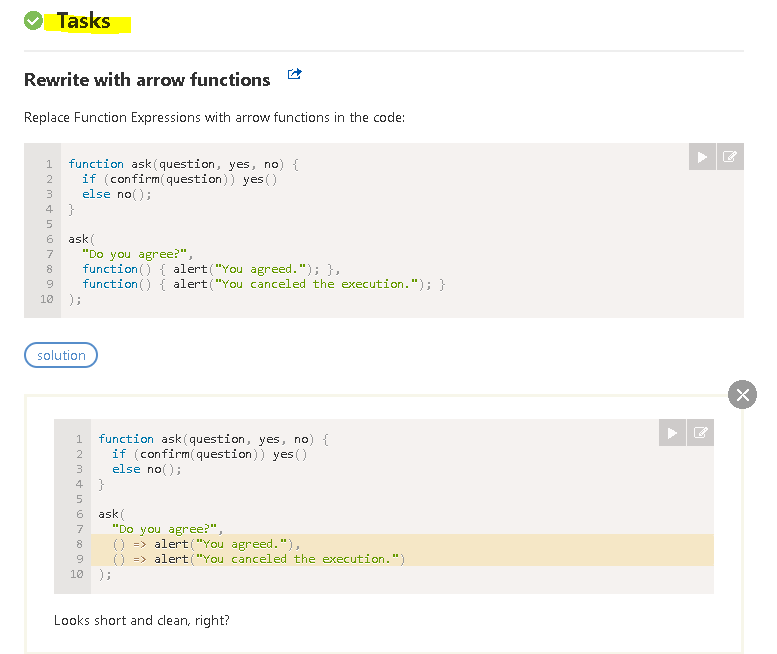 Tasks
Rewrite with arrow functions
Replace Function Expressions with arrow functions in the code:
1 function ask(question, yes, no) {
2   if (confirm(question)) yes()
3   else no();
4 }
5
6 ask(
7   "Do you agree?",
8   function() { alert("You agreed."); },
9   function() { alert("You canceled the execution."); }
10 );
solution
1 function ask(question, yes, no) {
2   if (confirm(question)) yes()
3   else no();
4 }
5
6 ask(
7   "Do you agree?",
8   () => alert("You agreed."),
9   () => alert("You canceled the execution.")
10 );
Looks short and clean, right?